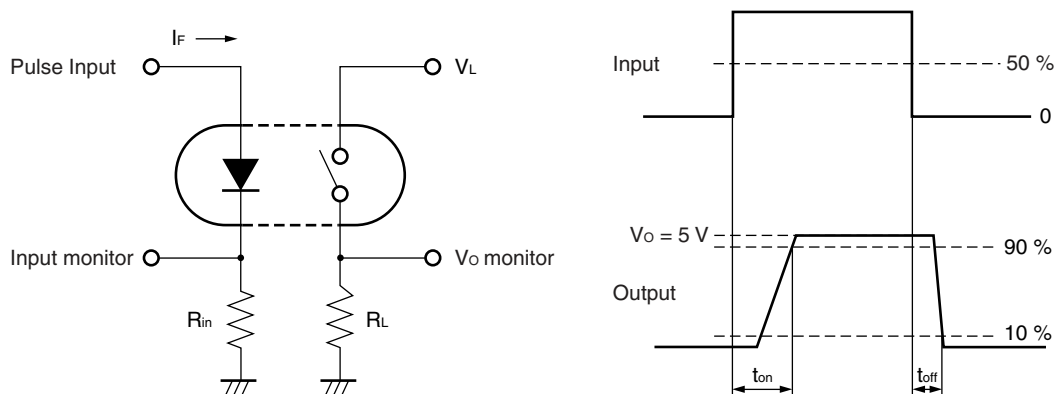 IF
Pulse Input
VL
Input monitor
VO monitor
Rin
RL
Input
50 %
0
VO = 5 V
90 %
Output
10 %
ton
toff